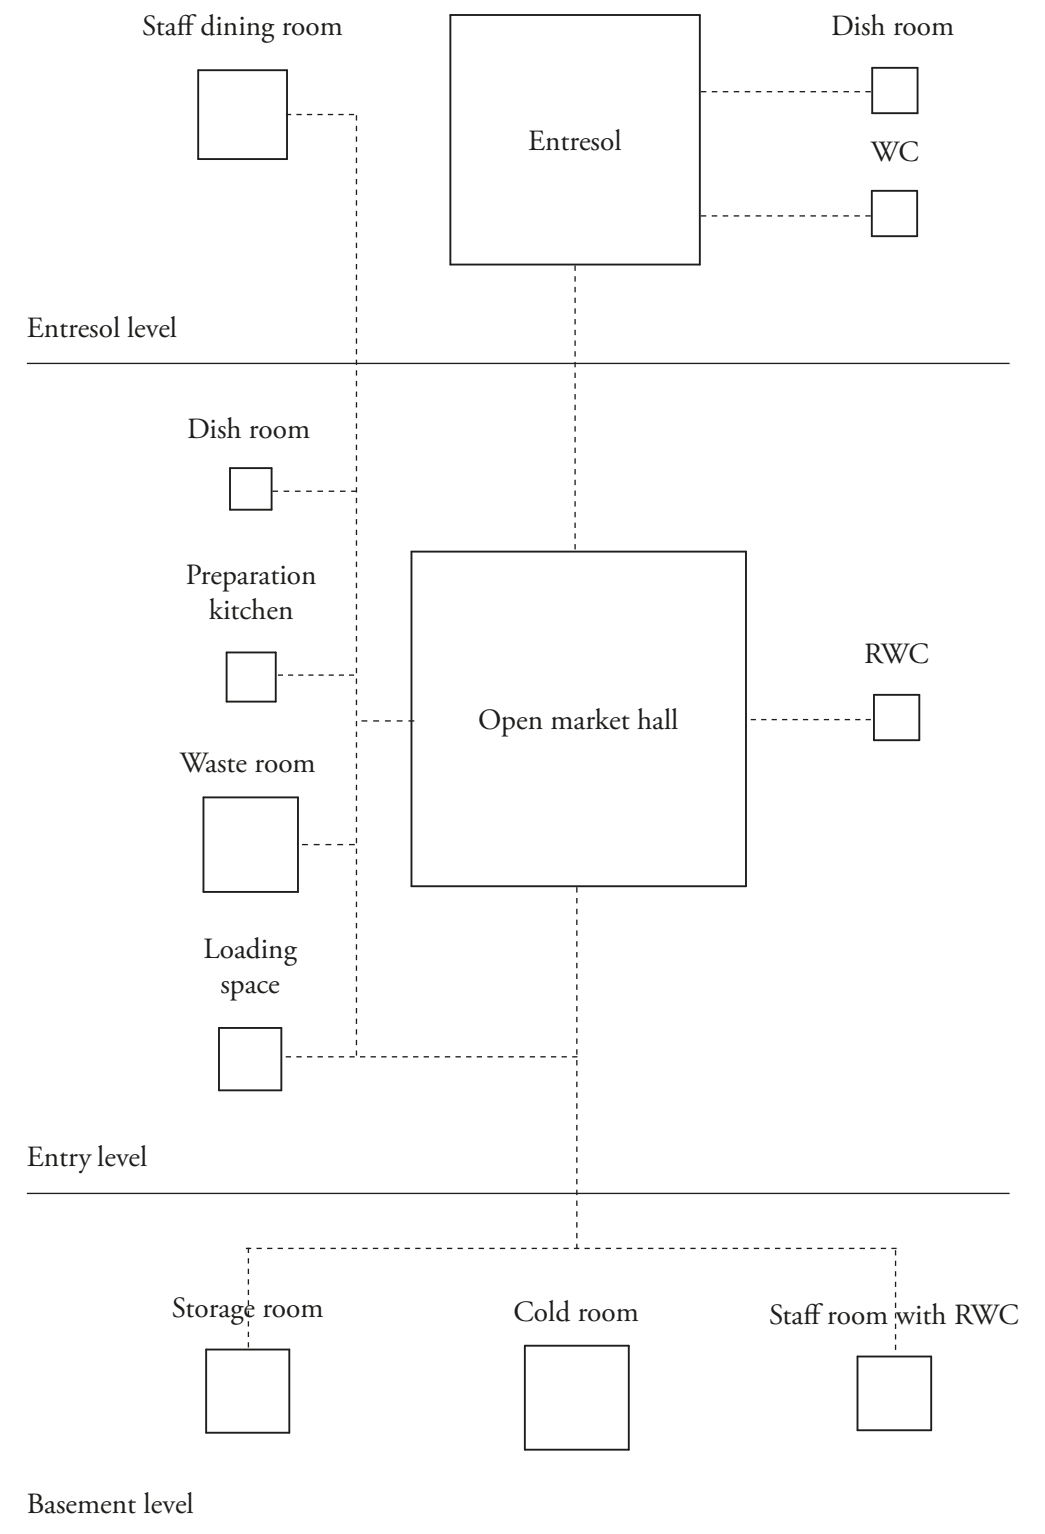 Staff dining room
Dish room
Entresol
WC
Entresol level
Dish room
Preparation
kitchen
RWC
Open market hall
Waste room
Loading
space
Entry level
Storage room
Cold room
Staff room with RWC
Basement level